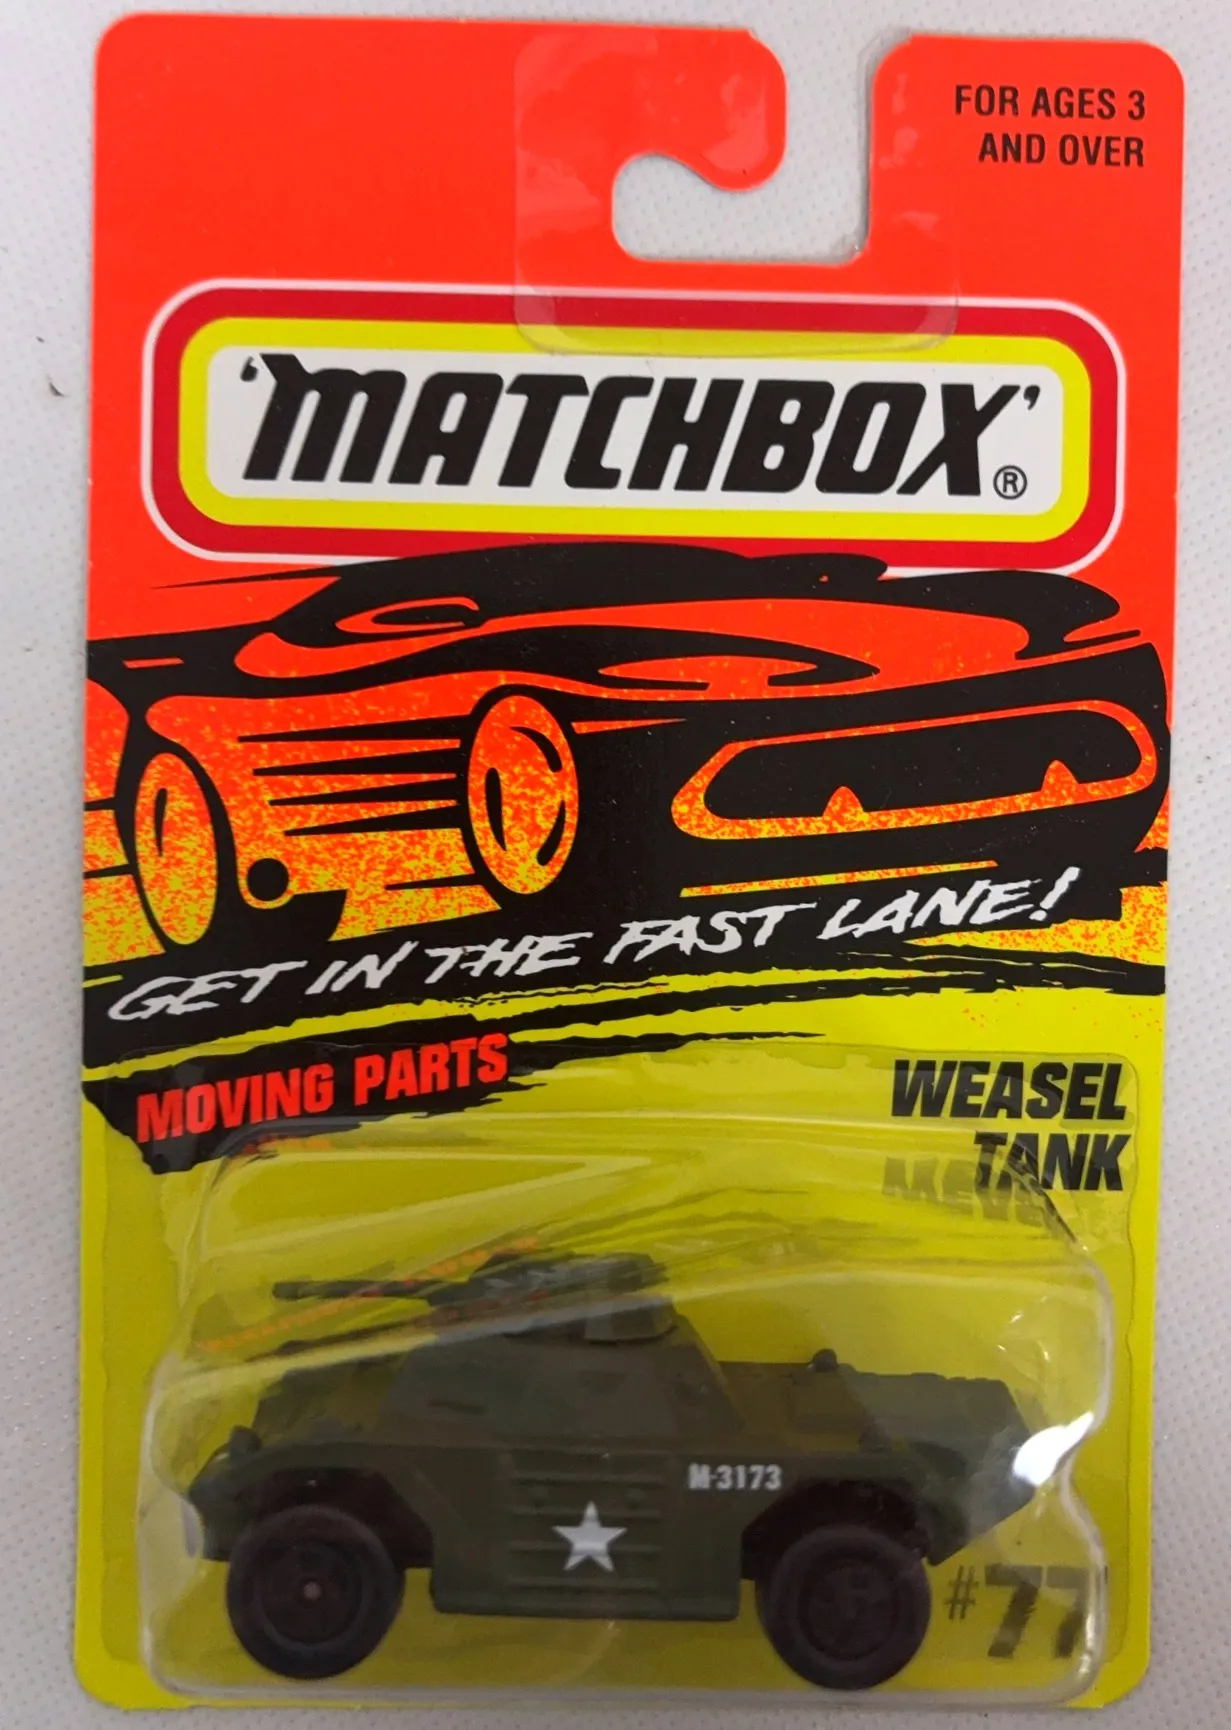 FOR AGES 3
AND OVER
'MATCHBOX'®
GET IN THE FAST LANE!
MOVING PARTS
WEASEL
TANK
M-3173
#77